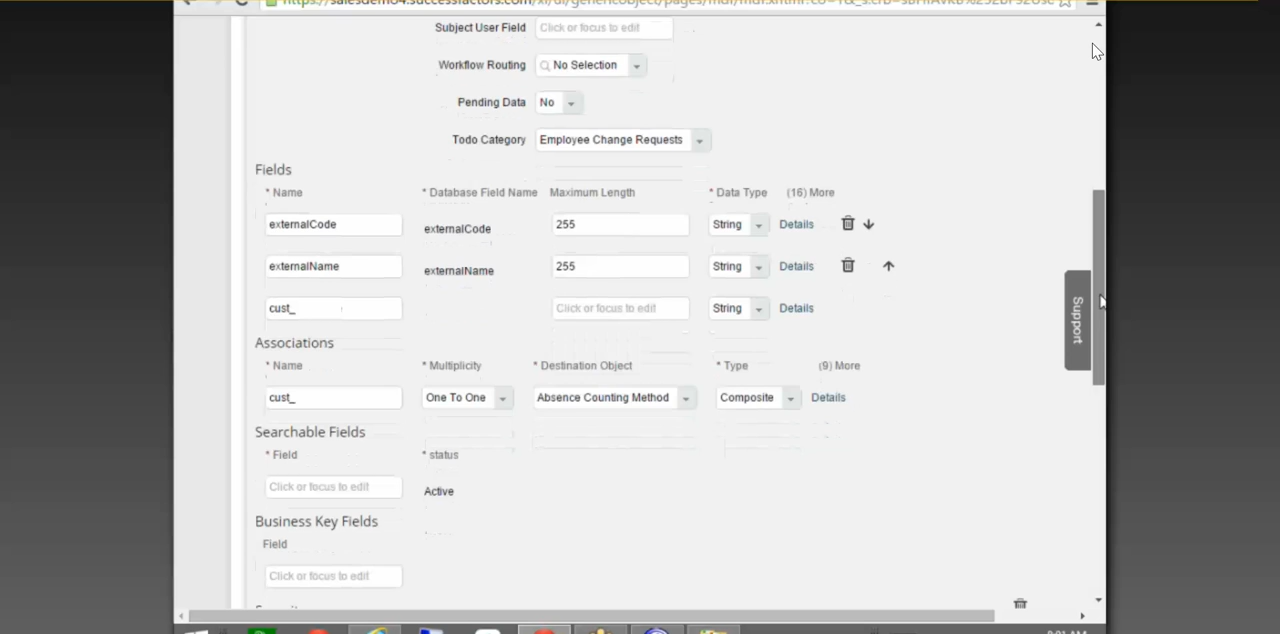 Subject User Field Click or focus to edit
Workflow Routing No Selection
Pending Data No
Todo Category Employee Change Requests
Fields
* Name * Database Field Name Maximum Length * Data Type (16) More
externalCode externalCode 255 String Details
externalName externalName 255 String Details
cust_ Click or focus to edit String Details
Support
Associations
* Name * Multiplicity * Destination Object * Type (9) More
cust_ One To One Absence Counting Method Composite Details
Searchable Fields
* Field * status
Click or focus to edit Active
Business Key Fields
Field
Click or focus to edit